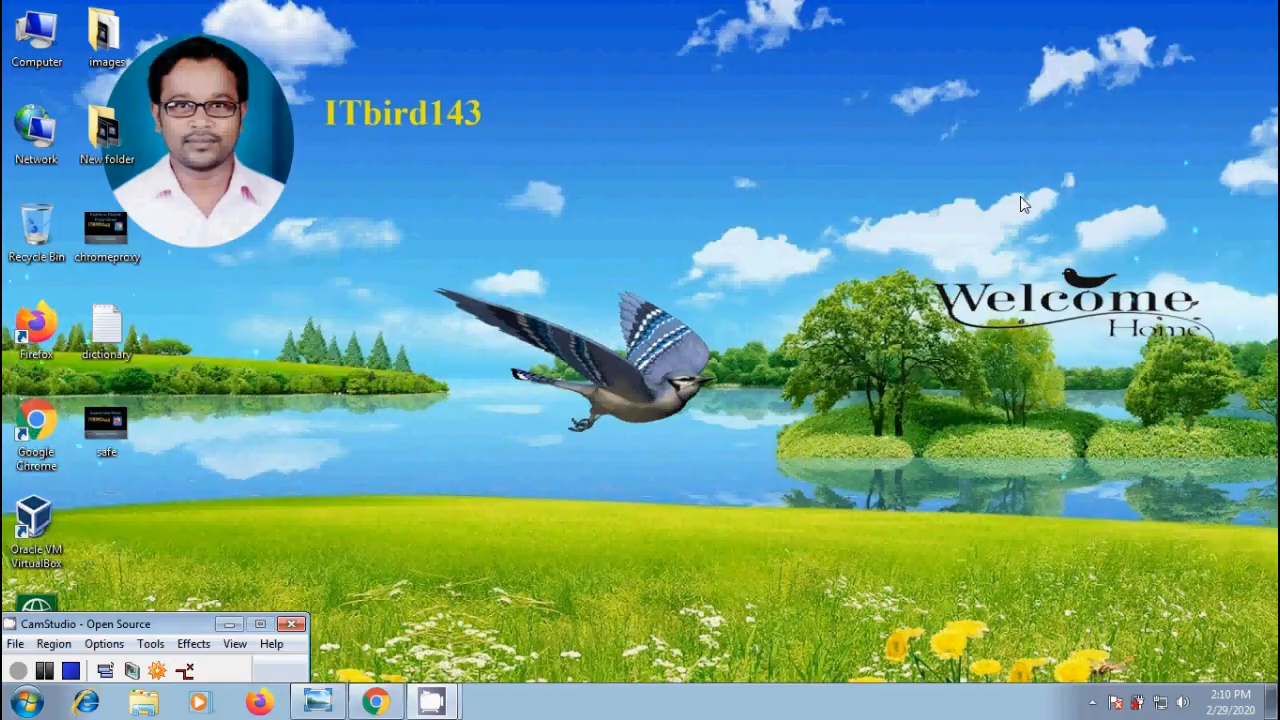 Computer
images
ITbird143
Network
New folder
Recycle Bin
chromeproxy
Welcome
Home
Firefox
dictionary
Google
Chrome
safe
Oracle VM
VirtualBox
CamStudio - Open Source
File Region Options Tools Effects View Help
2:10 PM
2/29/2020